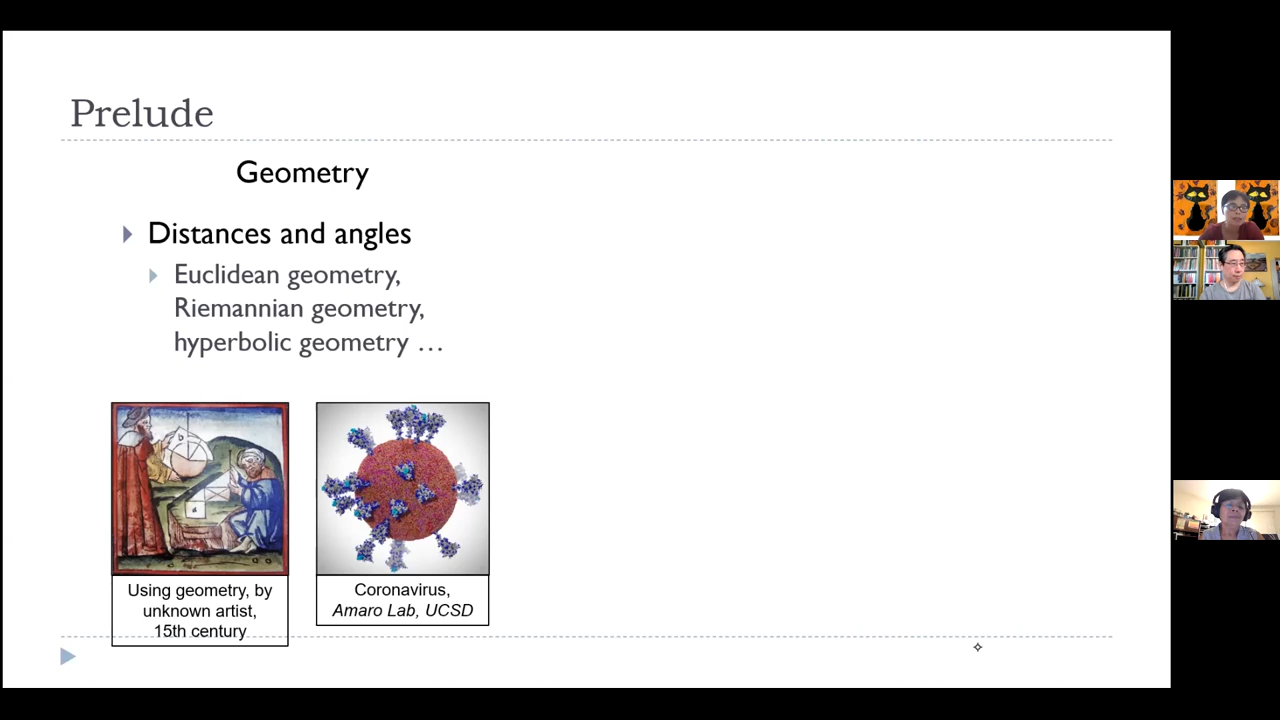 Prelude
Geometry
Distances and angles
Euclidean geometry,
Riemannian geometry,
hyperbolic geometry …
Using geometry, by
unknown artist,
15th century
Coronavirus,
Amaro Lab, UCSD